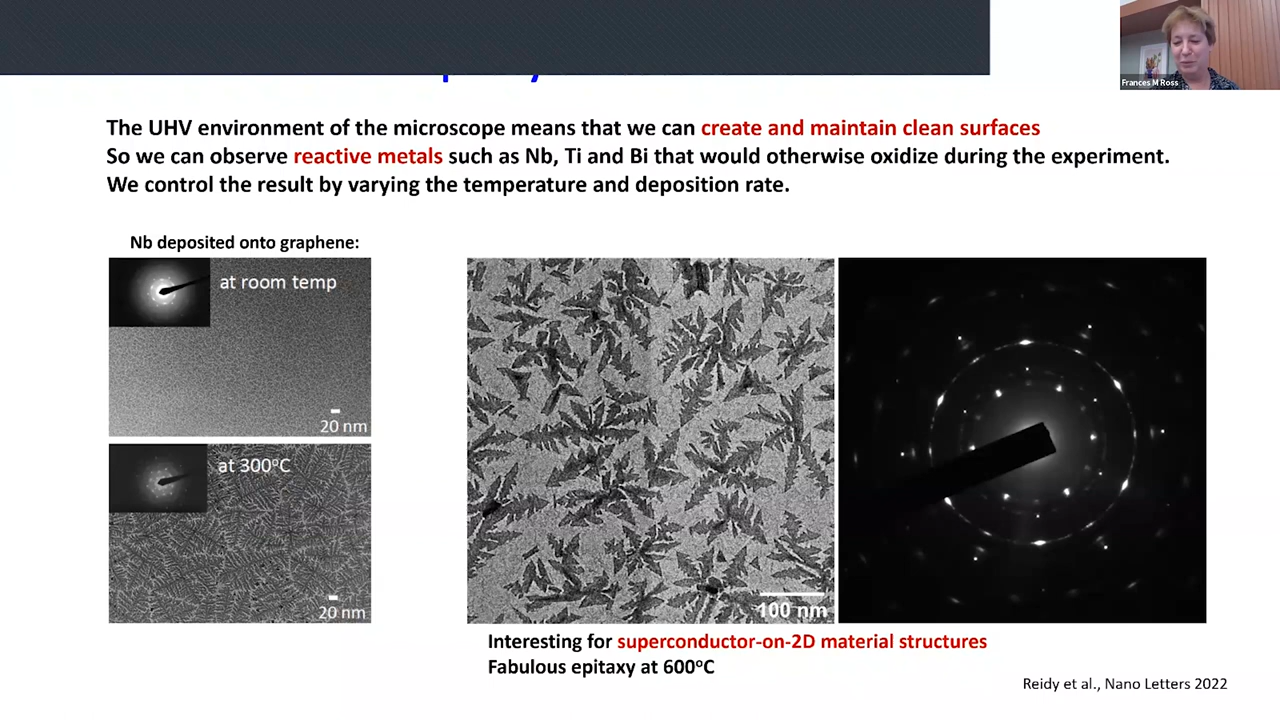 Frances M Ross
The UHV environment of the microscope means that we can create and maintain clean surfaces
So we can observe reactive metals such as Nb, Ti and Bi that would otherwise oxidize during the experiment.
We control the result by varying the temperature and deposition rate.
Nb deposited onto graphene:
at room temp
20 nm
at 300°C
20 nm
100 nm
Interesting for superconductor-on-2D material structures
Fabulous epitaxy at 600°C
Reidy et al., Nano Letters 2022